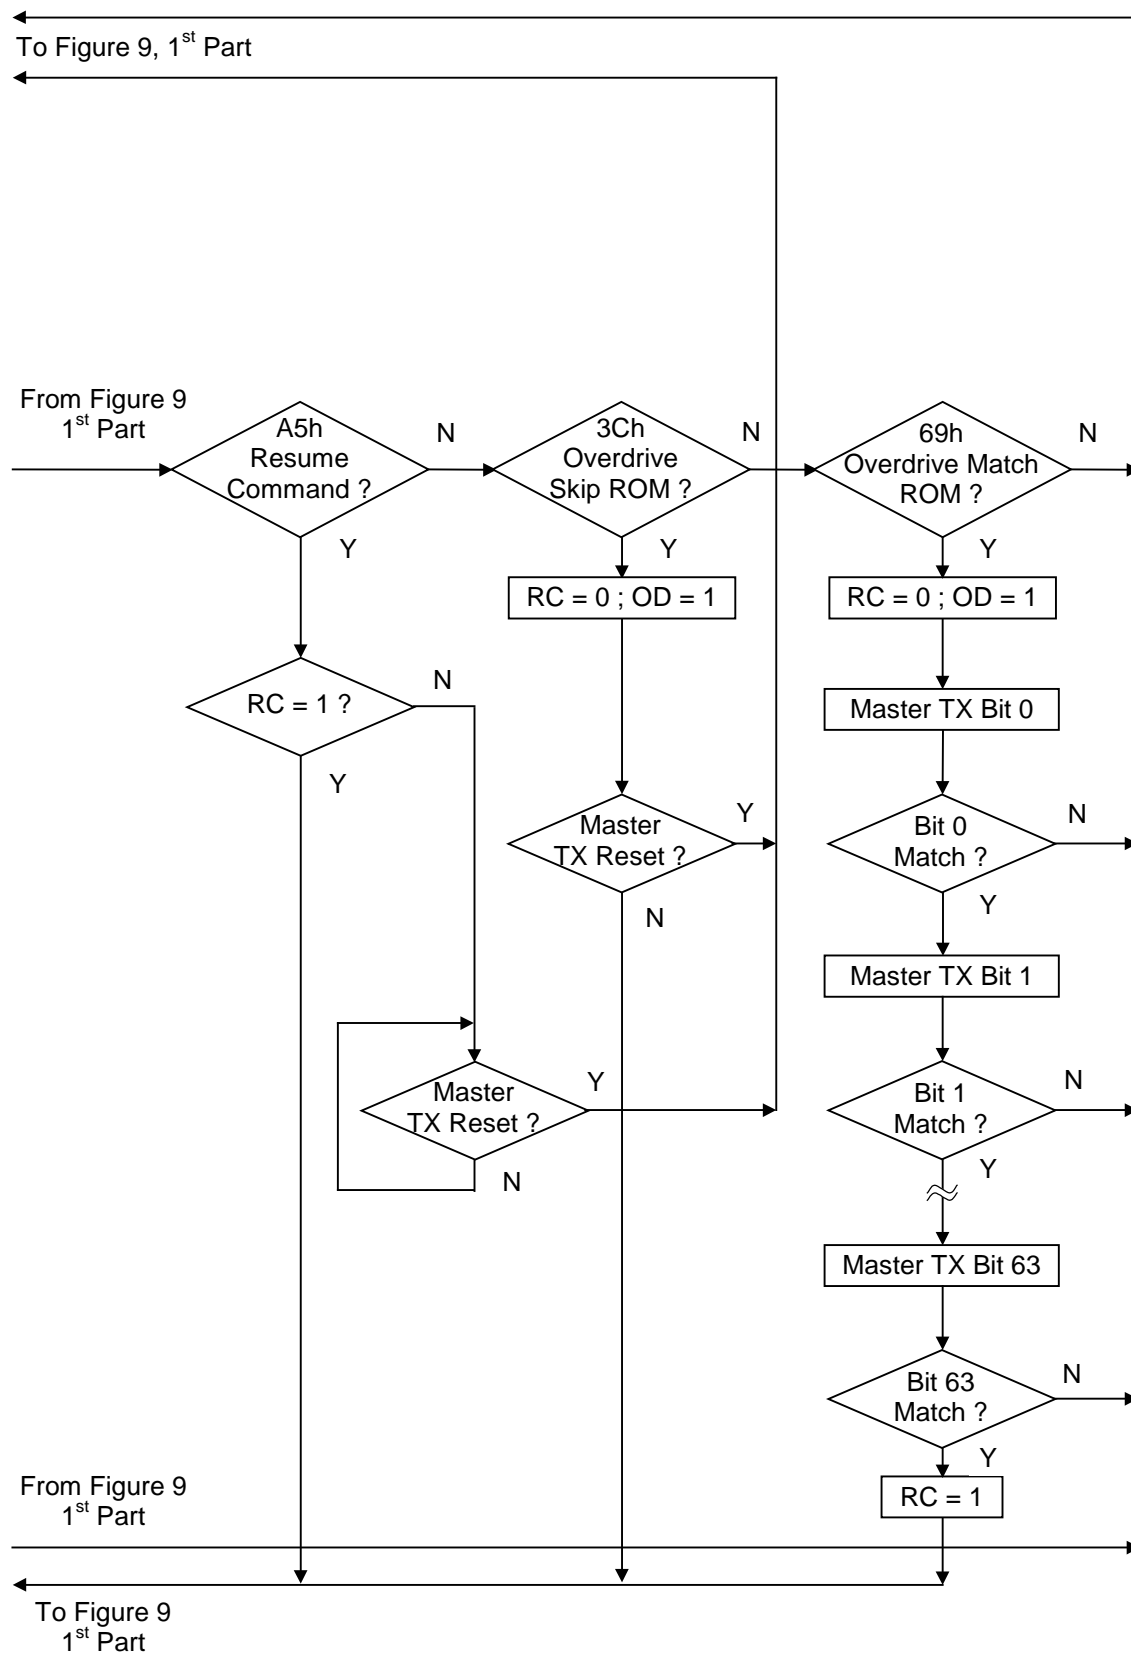 To Figure 9, 1st Part
From Figure 9
1st Part
A5h
Resume
Command ?
N
Y
3Ch
Overdrive
Skip ROM ?
N
Y
69h
Overdrive Match
ROM ?
N
Y
RC = 0 ; OD = 1
RC = 0 ; OD = 1
RC = 1 ?
N
Y
Master TX Bit 0
Master
TX Reset ?
Y
N
Bit 0
Match ?
N
Y
Master TX Bit 1
Master
TX Reset ?
Y
N
Bit 1
Match ?
N
Y
Master TX Bit 63
Bit 63
Match ?
N
Y
From Figure 9
1st Part
RC = 1
To Figure 9
1st Part